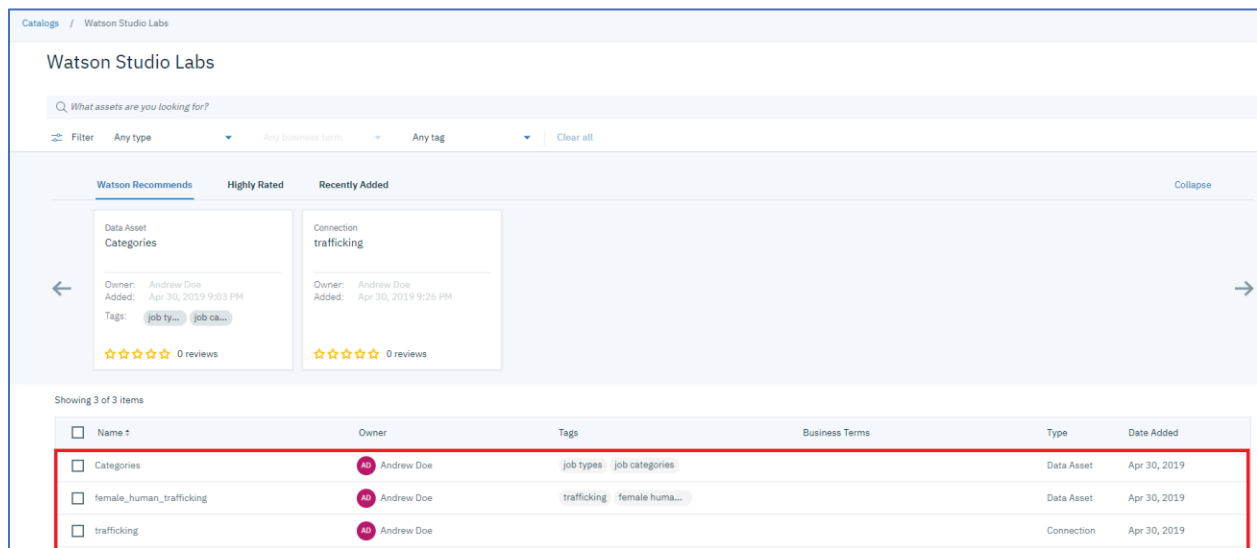 Catalogs / Watson Studio Labs
Watson Studio Labs
What assets are you looking for?
Filter Any type Any business term Any tag Clear all
Watson Recommends Highly Rated Recently Added Collapse
Data Asset Connection
Categories trafficking
Owner: Andrew Doe Owner: Andrew Doe
Added: Apr 30, 2019 9:03 PM Added: Apr 30, 2019 9:26 PM
Tags: job ty... job ca...
0 reviews 0 reviews
Showing 3 of 3 items
Name Owner Tags Business Terms Type Date Added
Categories AD Andrew Doe job types job categories Data Asset Apr 30, 2019
female_human_trafficking AD Andrew Doe trafficking female huma... Data Asset Apr 30, 2019
trafficking AD Andrew Doe Connection Apr 30, 2019